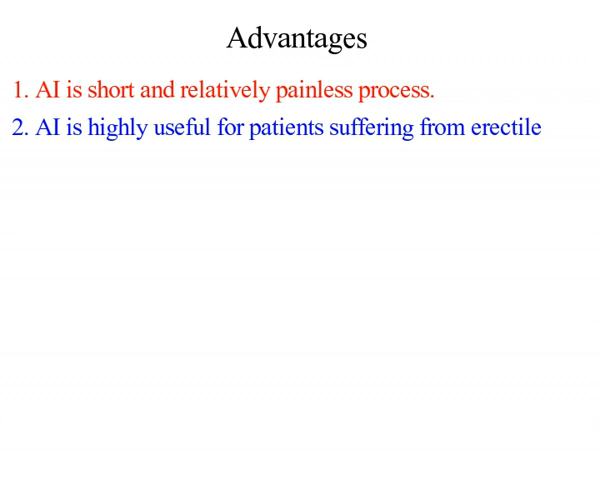 Advantages
1. AI is short and relatively painless process.
2. AI is highly useful for patients suffering from erectile